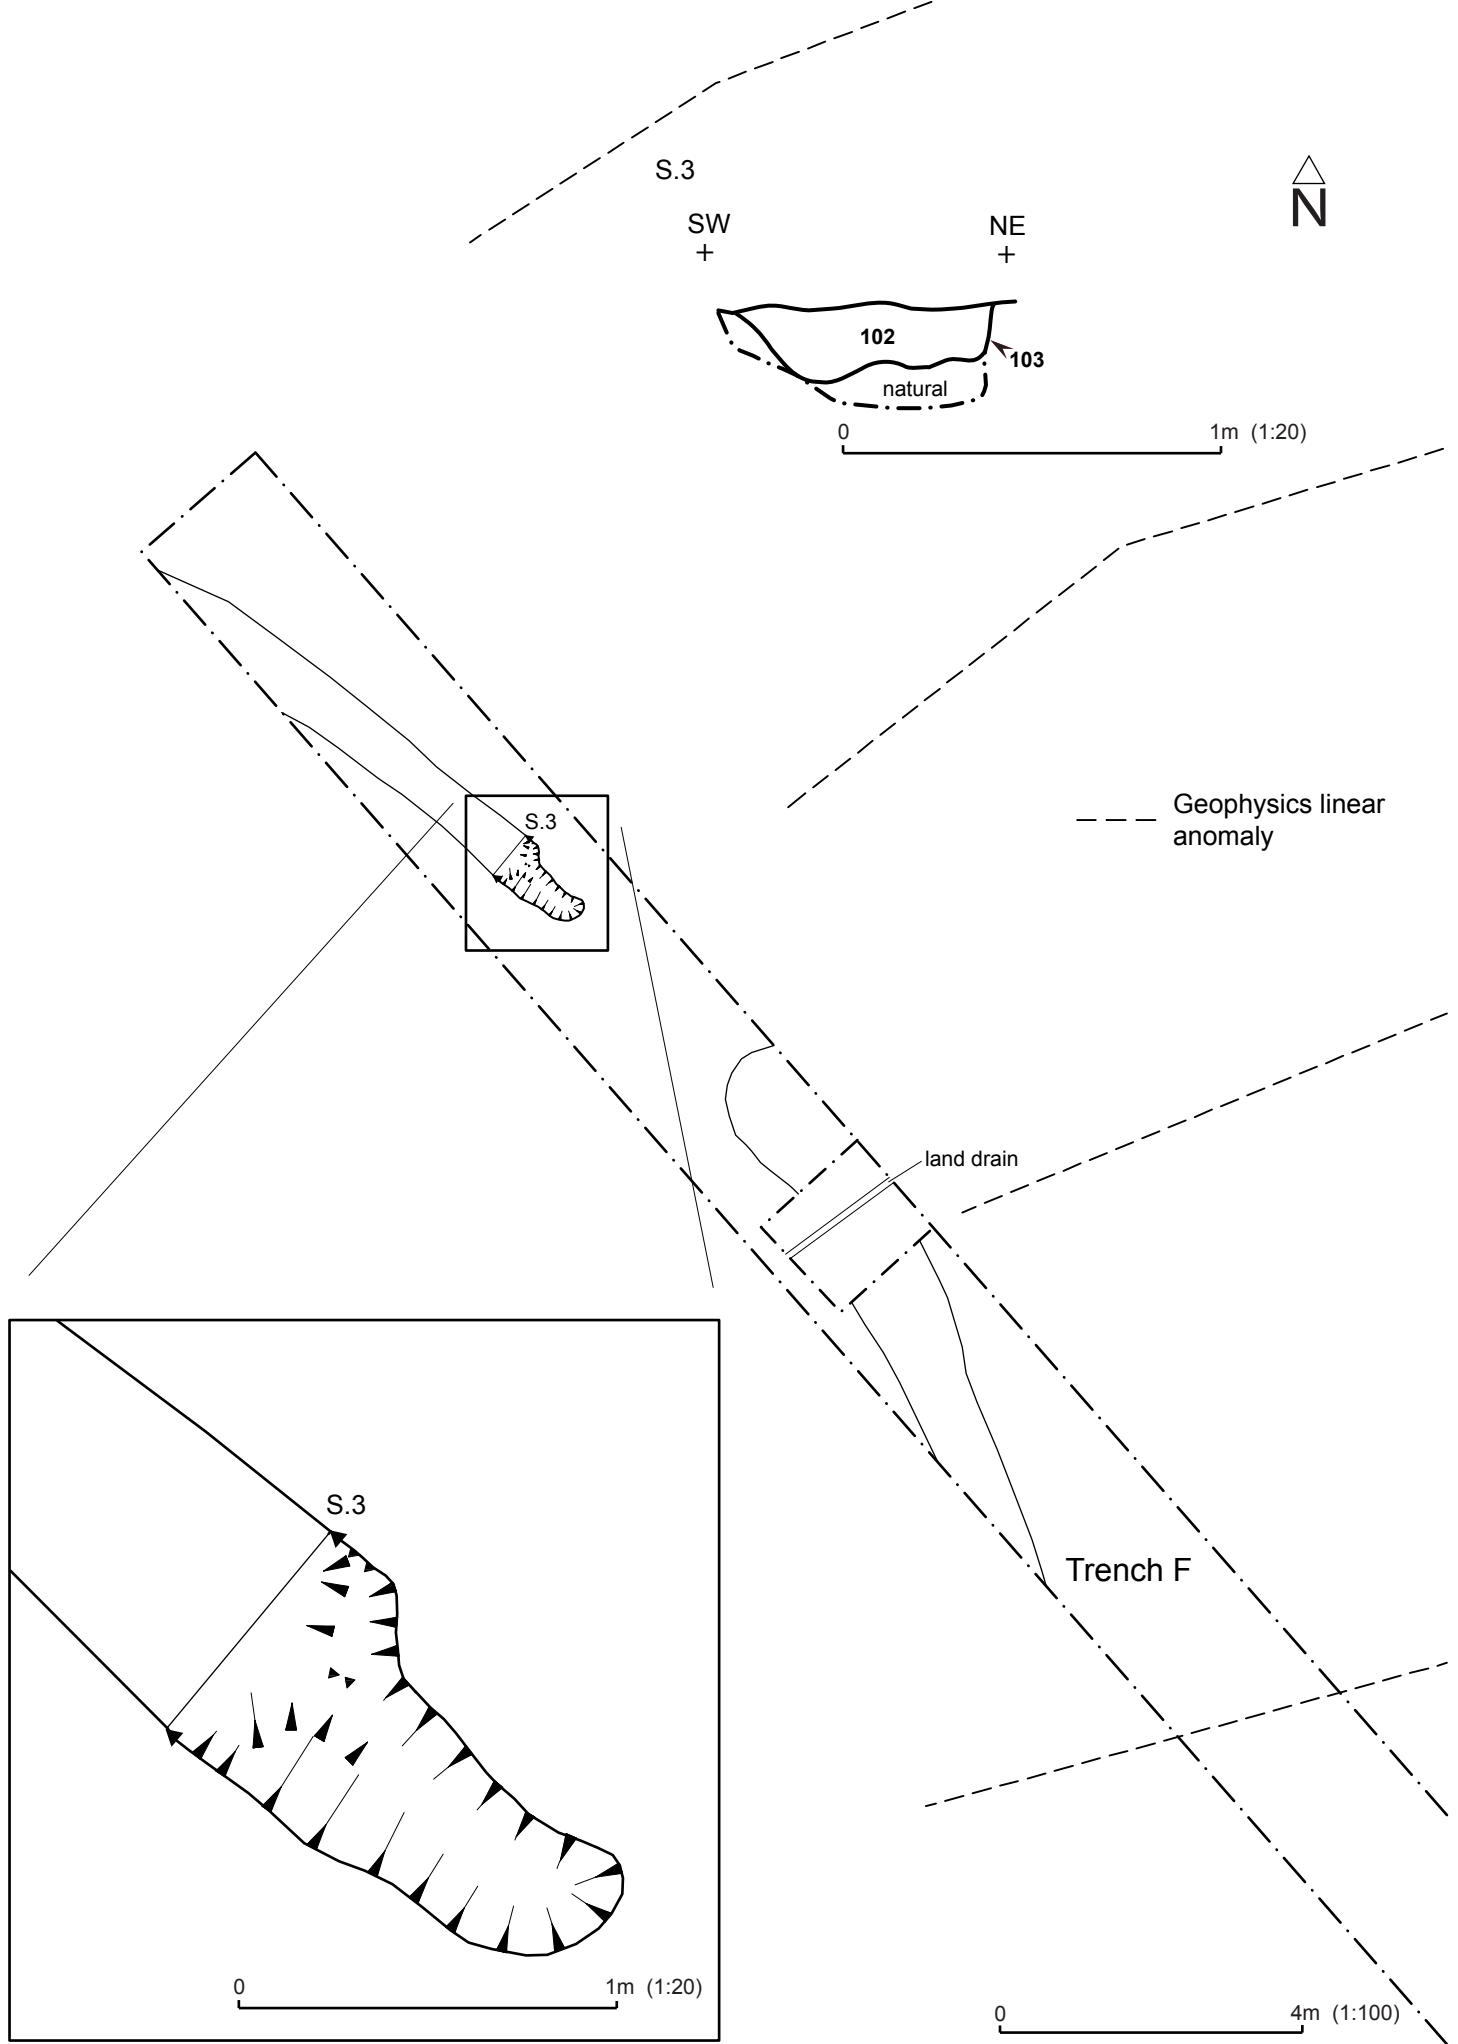 S.3
N
SW
NE
+
+
102
103
natural
0
1m (1:20)
Geophysics linear
anomaly
S.3
land drain
S.3
Trench F
0
1m (1:20)
0
4m (1:100)